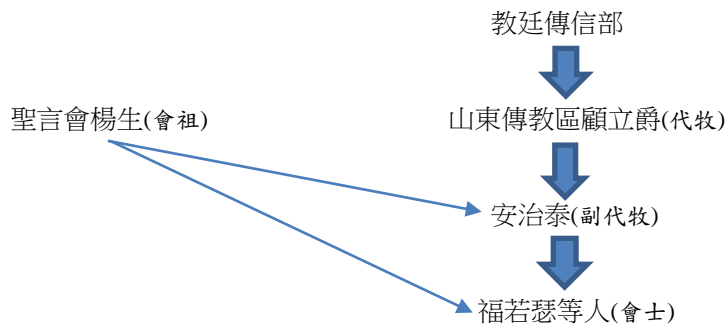 教廷傳信部
聖言會楊生(會祖)
山東傳教區顧立爵(代牧)
安治泰(副代牧)
福若瑟等人(會士)